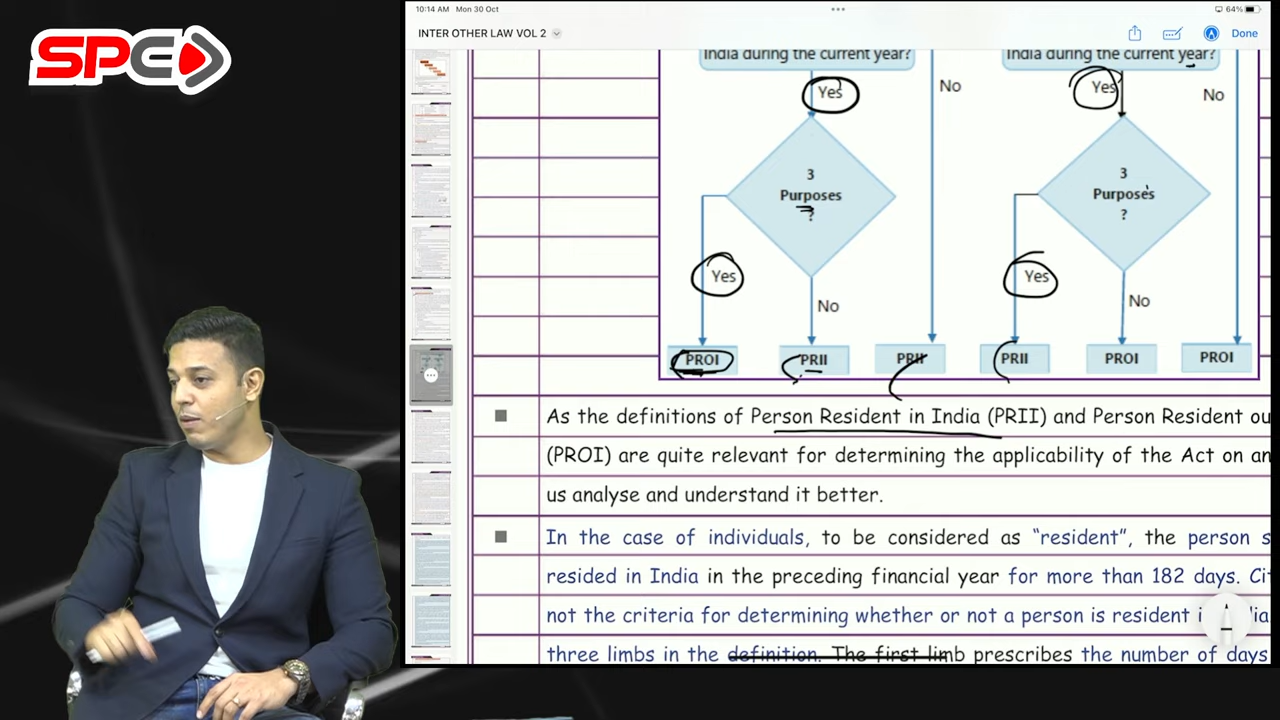 SPED
10:14 AM Mon 30 Oct
64%
INTER OTHER LAW VOL 2
Done
India during the current year?
India during the current year?
Yes
No
Yes
No
3
Purposes
?
3
Purposes
?
Yes
Yes
No
No
PROI
PRII
PRII
PRII
PROI
PROI
As the definition of Person Resident in India (PRII) and Person Resident ou
(PROI) are quite relevant for determining the applicability of the Act on an
us analyse and understand it better.
In the case of individuals, to be considered as “resident”, the person s
resided in India in the preceding financial year for more than 182 days. Ci
not the criteria for determining whether or not a person is resident
three limbs in the definition. The first limb prescribes the number of days